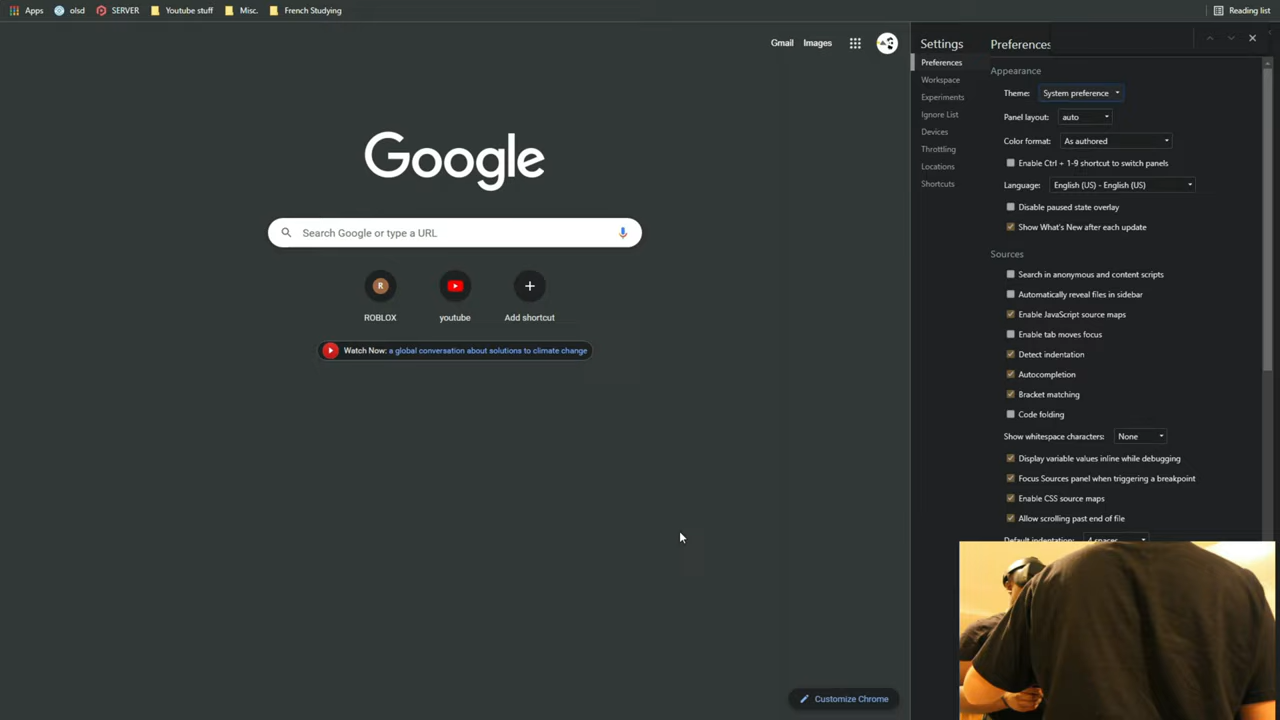 Apps
olsd
SERVER
Youtube stuff
Misc.
French Studying
Reading list
Gmail
Images
Google
Search Google or type a URL
R
ROBLOX
youtube
Add shortcut
Watch Now: a global conversation about solutions to climate change
Customize Chrome
Settings
Preferences
Workspace
Experiments
Ignore List
Devices
Throttling
Locations
Shortcuts
Preferences
Appearance
Theme: System preference
Panel layout: auto
Color format: As authored
Enable Ctrl + 1-9 shortcut to switch panels
Language: English (US) - English (US)
Disable paused state overlay
Show What's New after each update
Sources
Search in anonymous and content scripts
Automatically reveal files in sidebar
Enable JavaScript source maps
Enable tab moves focus
Detect indentation
Autocompletion
Bracket matching
Code folding
Show whitespace characters: None
Display variable values inline while debugging
Focus Sources panel when triggering a breakpoint
Enable CSS source maps
Allow scrolling past end of file
Default indentation: 4 spaces